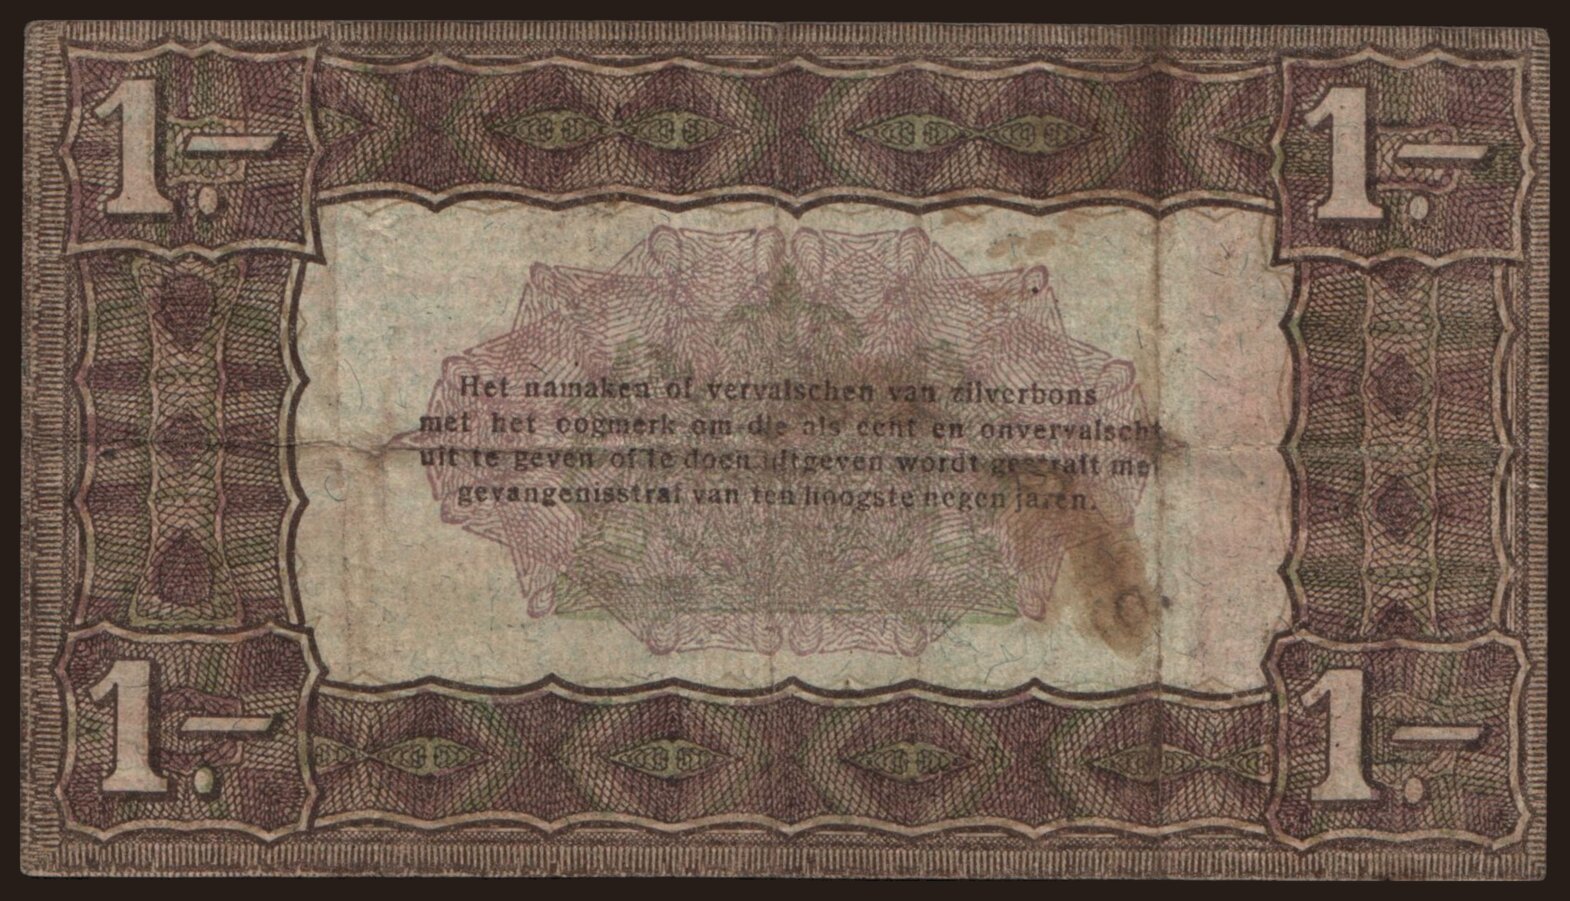 1.- 1.-
Het namaken of vervalschen van zilverbons
met het oogmerk om die als echt en onvervalscht
uit te geven of te doen uitgeven wordt gestraft met
gevangenisstraf van ten hoogste negen jaren.
1.- 1.-